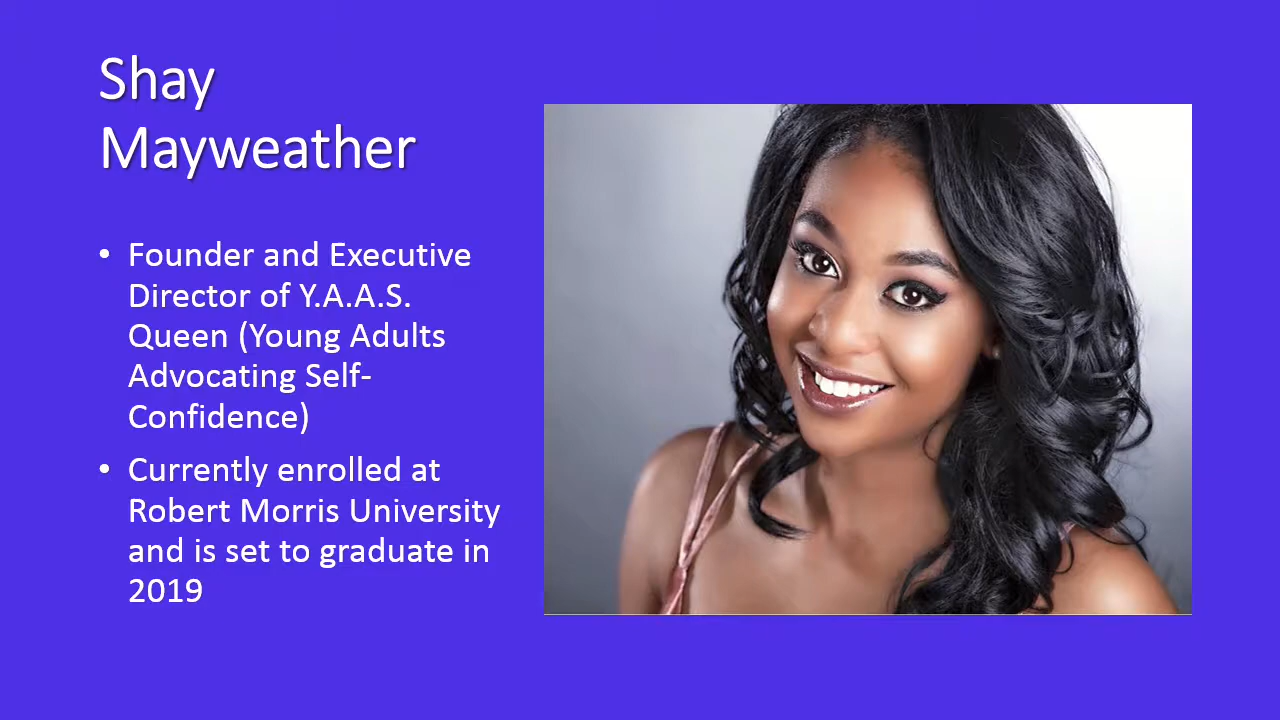 Shay
Mayweather
• Founder and Executive
Director of Y.A.A.S.
Queen (Young Adults
Advocating Self-
Confidence)
• Currently enrolled at
Robert Morris University
and is set to graduate in
2019